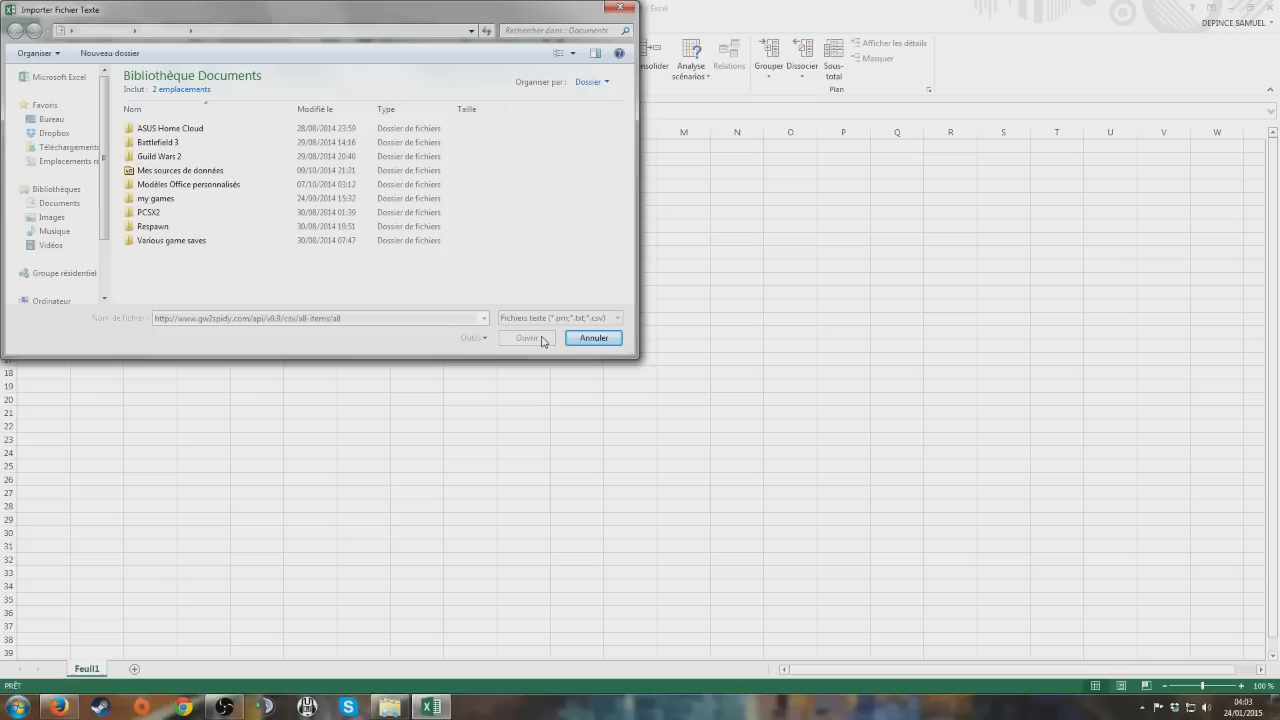 Importer Fichier Texte
Excel
DEPINCE SAMUEL
Rechercher dans : Documents
Organiser
Nouveau dossier
Consolider
Analyse scénarios
Relations
Grouper
Dissocier
Sous-total
Afficher les détails
Masquer
Plan
Microsoft Excel
Favoris
Bureau
Dropbox
Téléchargements
Emplacements ré
Bibliothèques
Documents
Images
Musique
Vidéos
Groupe résidentiel
Ordinateur
Bibliothèque Documents
Inclut : 2 emplacements
Organiser par : Dossier
Nom Modifié le Type Taille
ASUS Home Cloud 28/08/2014 23:59 Dossier de fichiers
Battlefield 3 29/08/2014 14:16 Dossier de fichiers
Guild Wars 2 29/08/2014 20:40 Dossier de fichiers
Mes sources de données 09/10/2014 21:21 Dossier de fichiers
Modèles Office personnalisés 07/10/2014 03:12 Dossier de fichiers
my games 24/09/2014 15:32 Dossier de fichiers
PCSX2 30/08/2014 01:39 Dossier de fichiers
Respawn 30/08/2014 19:51 Dossier de fichiers
Various game saves 30/08/2014 07:47 Dossier de fichiers
Nom de fichier : http://www.gw2spidy.com/api/v0.9/csv/all-items/all
Fichiers texte (*.prn;*.txt;*.csv)
Outils Ouvrir Annuler
M N O P Q R S T U V W
18
19
20
21
22
23
24
25
26
27
28
29
30
31
32
33
34
35
36
37
38
39
Feuil1
PRÊT
100 %
04:03
24/01/2015